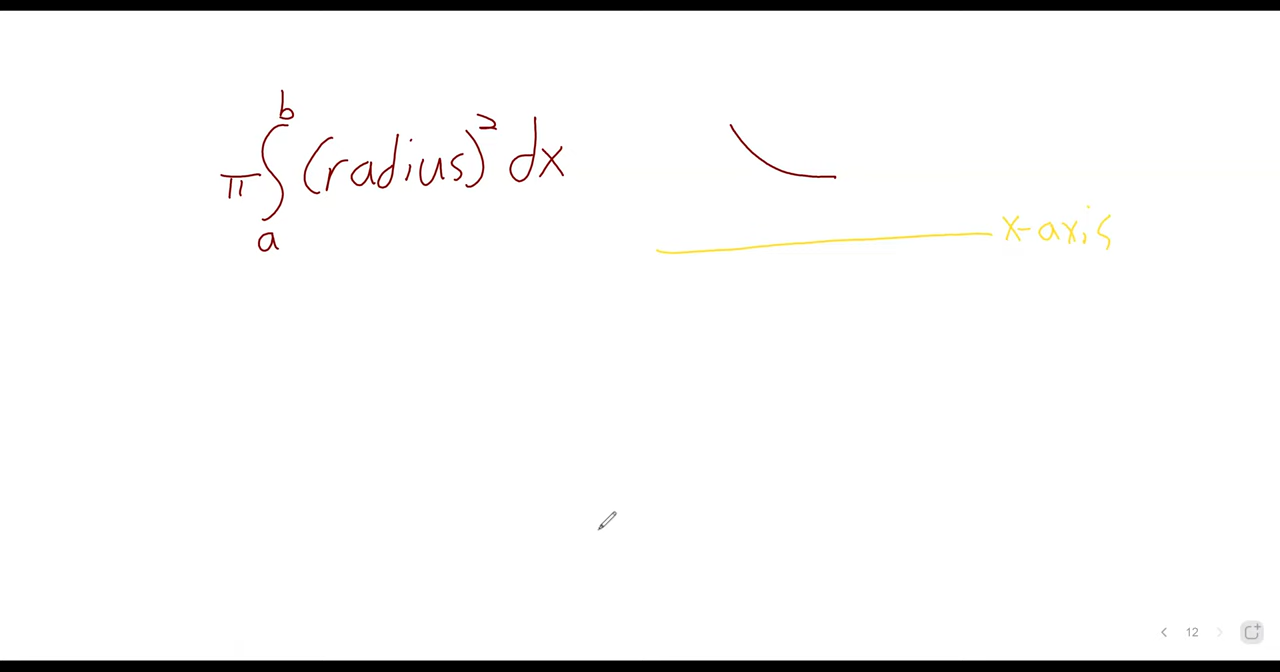 b
π∫(radius)² dx
a
x-axis
12